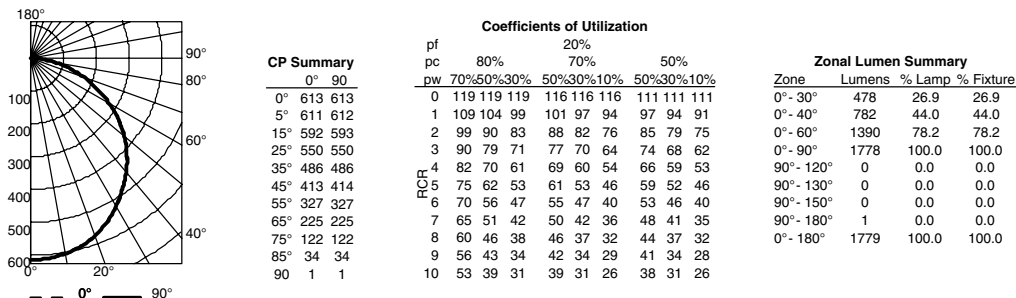 180°
90°
80°
60°
40°
100
200
300
400
500
600
0°
20°
0° 90°
CP Summary
0° 90
0° 613 613
5° 611 612
15° 592 593
25° 550 550
35° 486 486
45° 413 414
55° 327 327
65° 225 225
75° 122 122
85° 34 34
90 1 1
Coefficients of Utilization
pf 20%
pc 80% 70% 50%
pw 70%50%30% 50%30%10% 50%30%10%
RCR
0 119 119 119 116 116 116 111 111 111
1 109 104 99 101 97 94 97 94 91
2 99 90 83 88 82 76 85 79 75
3 90 79 71 77 70 64 74 68 62
4 82 70 61 69 60 54 66 59 53
5 75 62 53 61 53 46 59 52 46
6 70 56 47 55 47 40 53 46 40
7 65 51 42 50 42 36 48 41 35
8 60 46 38 46 37 32 44 37 32
9 56 43 34 42 34 29 41 34 28
10 53 39 31 39 31 26 38 31 26
Zonal Lumen Summary
Zone Lumens % Lamp % Fixture
0°- 30° 478 26.9 26.9
0°- 40° 782 44.0 44.0
0°- 60° 1390 78.2 78.2
0°- 90° 1778 100.0 100.0
90°- 120° 0 0.0 0.0
90°- 130° 0 0.0 0.0
90°- 150° 0 0.0 0.0
90°- 180° 1 0.0 0.0
0°- 180° 1779 100.0 100.0